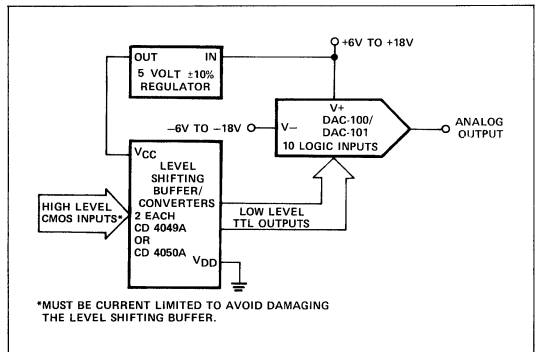 +6V TO +18V
OUT IN
5 VOLT ±10%
REGULATOR
V+
DAC-100/
DAC-101
10 LOGIC INPUTS
V−
−6V TO −18V
ANALOG
OUTPUT
VCC
LEVEL
SHIFTING
BUFFER/
CONVERTERS
2 EACH
CD 4049A
OR
CD 4050A
VDD
HIGH LEVEL
CMOS INPUTS*
LOW LEVEL
TTL OUTPUTS
*MUST BE CURRENT LIMITED TO AVOID DAMAGING
THE LEVEL SHIFTING BUFFER.